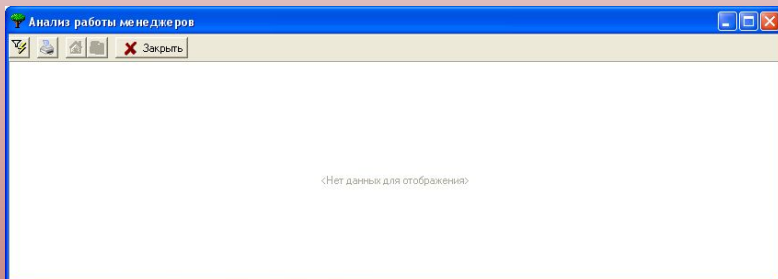 Анализ работы менеджеров
Закрыть
<Нет данных для отображения>